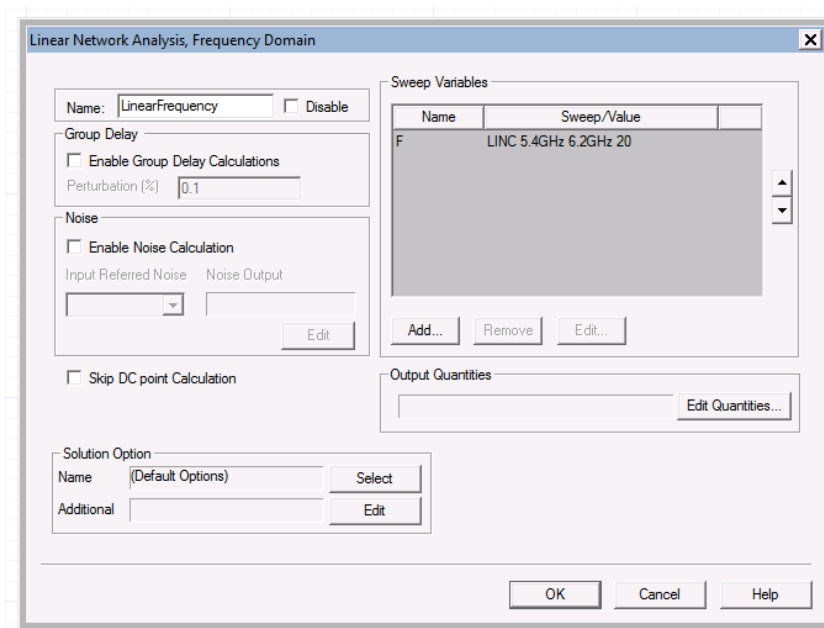 Linear Network Analysis, Frequency Domain
Name: LinearFrequency Disable
Group Delay
Enable Group Delay Calculations
Perturbation (%) 0.1
Noise
Enable Noise Calculation
Input Referred Noise Noise Output
Edit
Skip DC point Calculation
Sweep Variables
Name Sweep/Value
F LINC 5.4GHz 6.2GHz 20
Add... Remove Edit...
Output Quantities
Edit Quantities...
Solution Option
Name (Default Options) Select
Additional Edit
OK Cancel Help